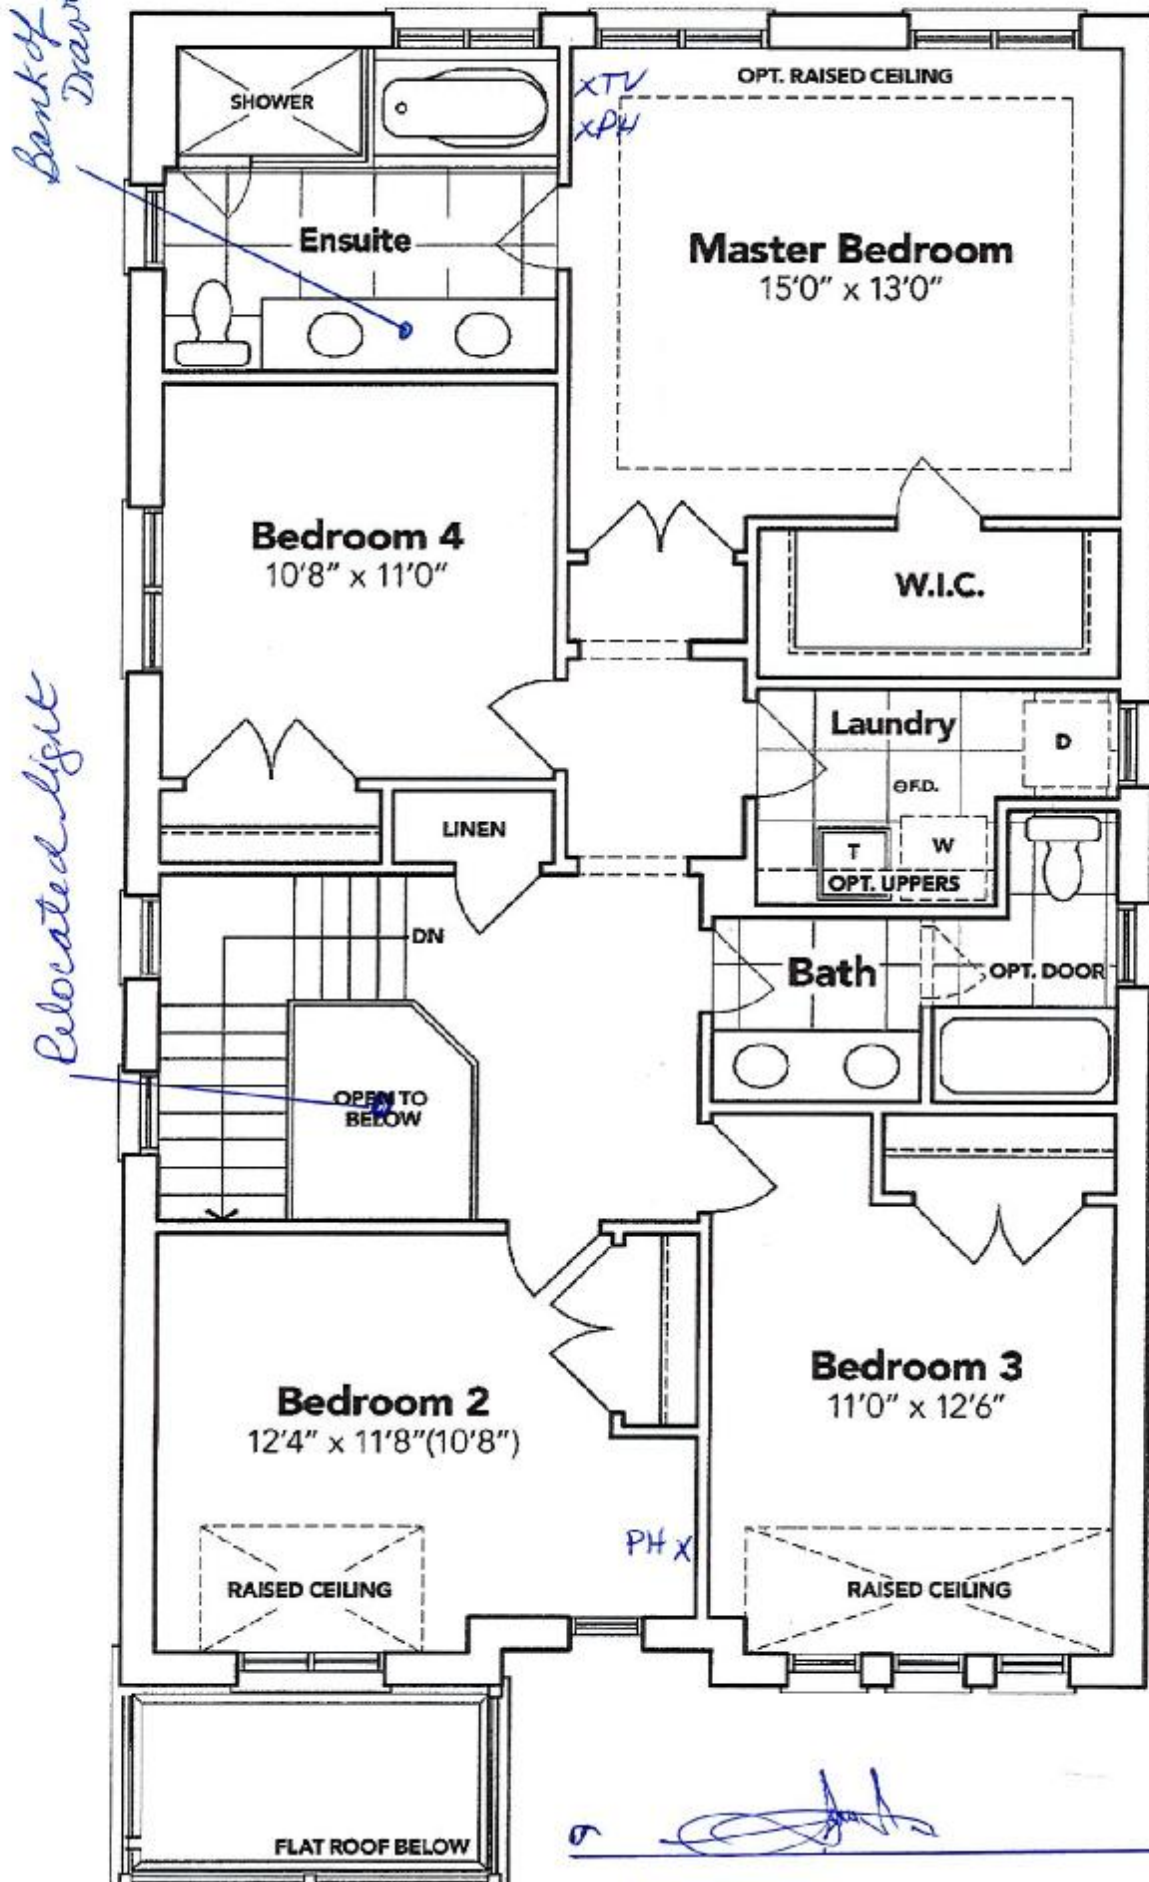 Bank of
SHOWER
xTV
xPH
OPT. RAISED CEILING
Ensuite
Master Bedroom
15'0" x 13'0"
Bedroom 4
10'8" x 11'0"
W.I.C.
Relocated light
Laundry
D
F.D.
LINEN
T
W
OPT. UPPERS
DN
Bath
OPT. DOOR
OPEN TO
BELOW
Bedroom 2
12'4" x 11'8"(10'8")
Bedroom 3
11'0" x 12'6"
PH x
RAISED CEILING
RAISED CEILING
FLAT ROOF BELOW